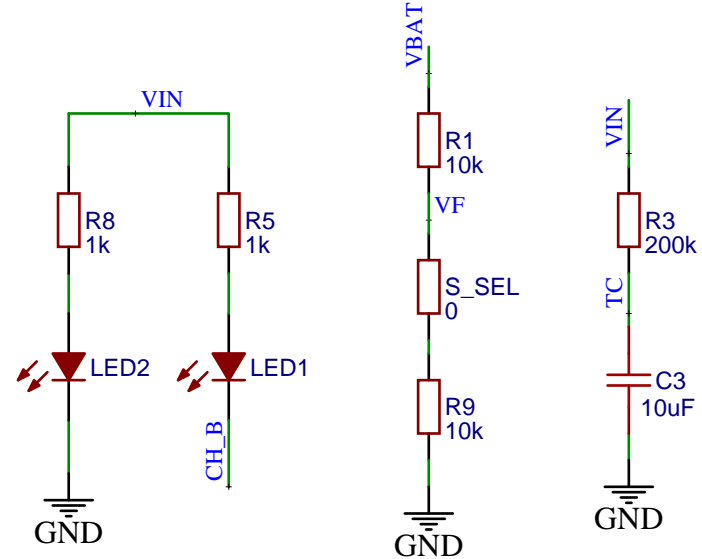 VIN
R8
1k
R5
1k
LED2
LED1
CH_B
GND
VBAT
R1
10k
VF
S_SEL
0
R9
10k
GND
VIN
R3
200k
TC
C3
10uF
GND